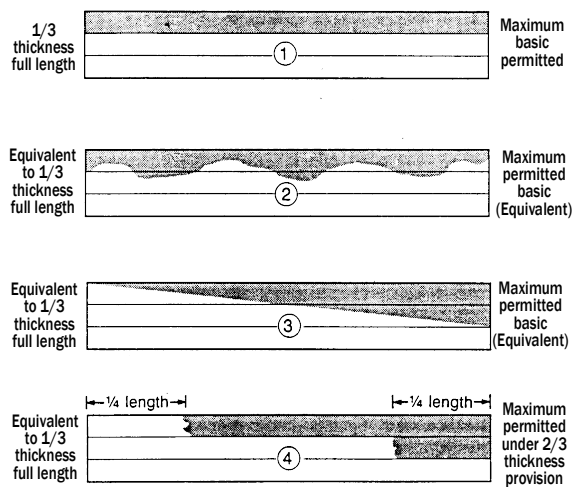 1/3
thickness
full length
1
Maximum
basic
permitted
Equivalent
to 1/3
thickness
full length
2
Maximum
permitted
basic
(Equivalent)
Equivalent
to 1/3
thickness
full length
3
Maximum
permitted
basic
(Equivalent)
¼ length
¼ length
Equivalent
to 1/3
thickness
full length
4
Maximum
permitted
under 2/3
thickness
provision